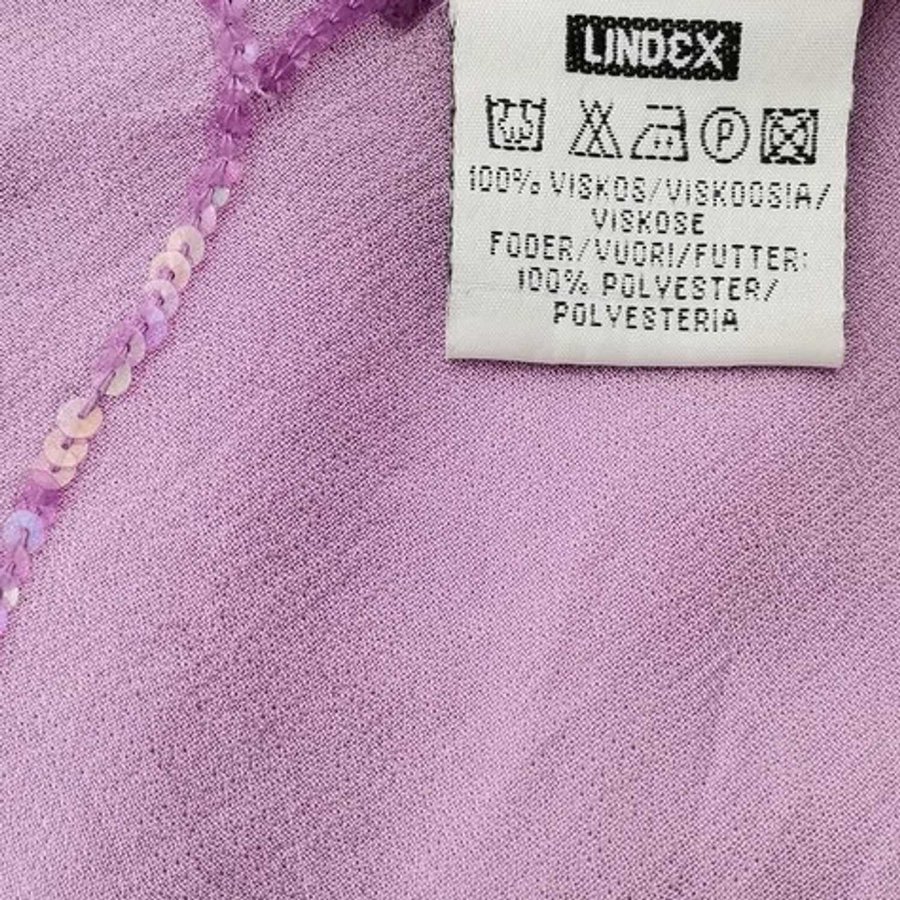 LINDEX
P
100% VISKOS/VISKOOSIA/
VISKOSE
FODER/VUORI/FUTTER:
100% POLYESTER/
POLYESTERIA